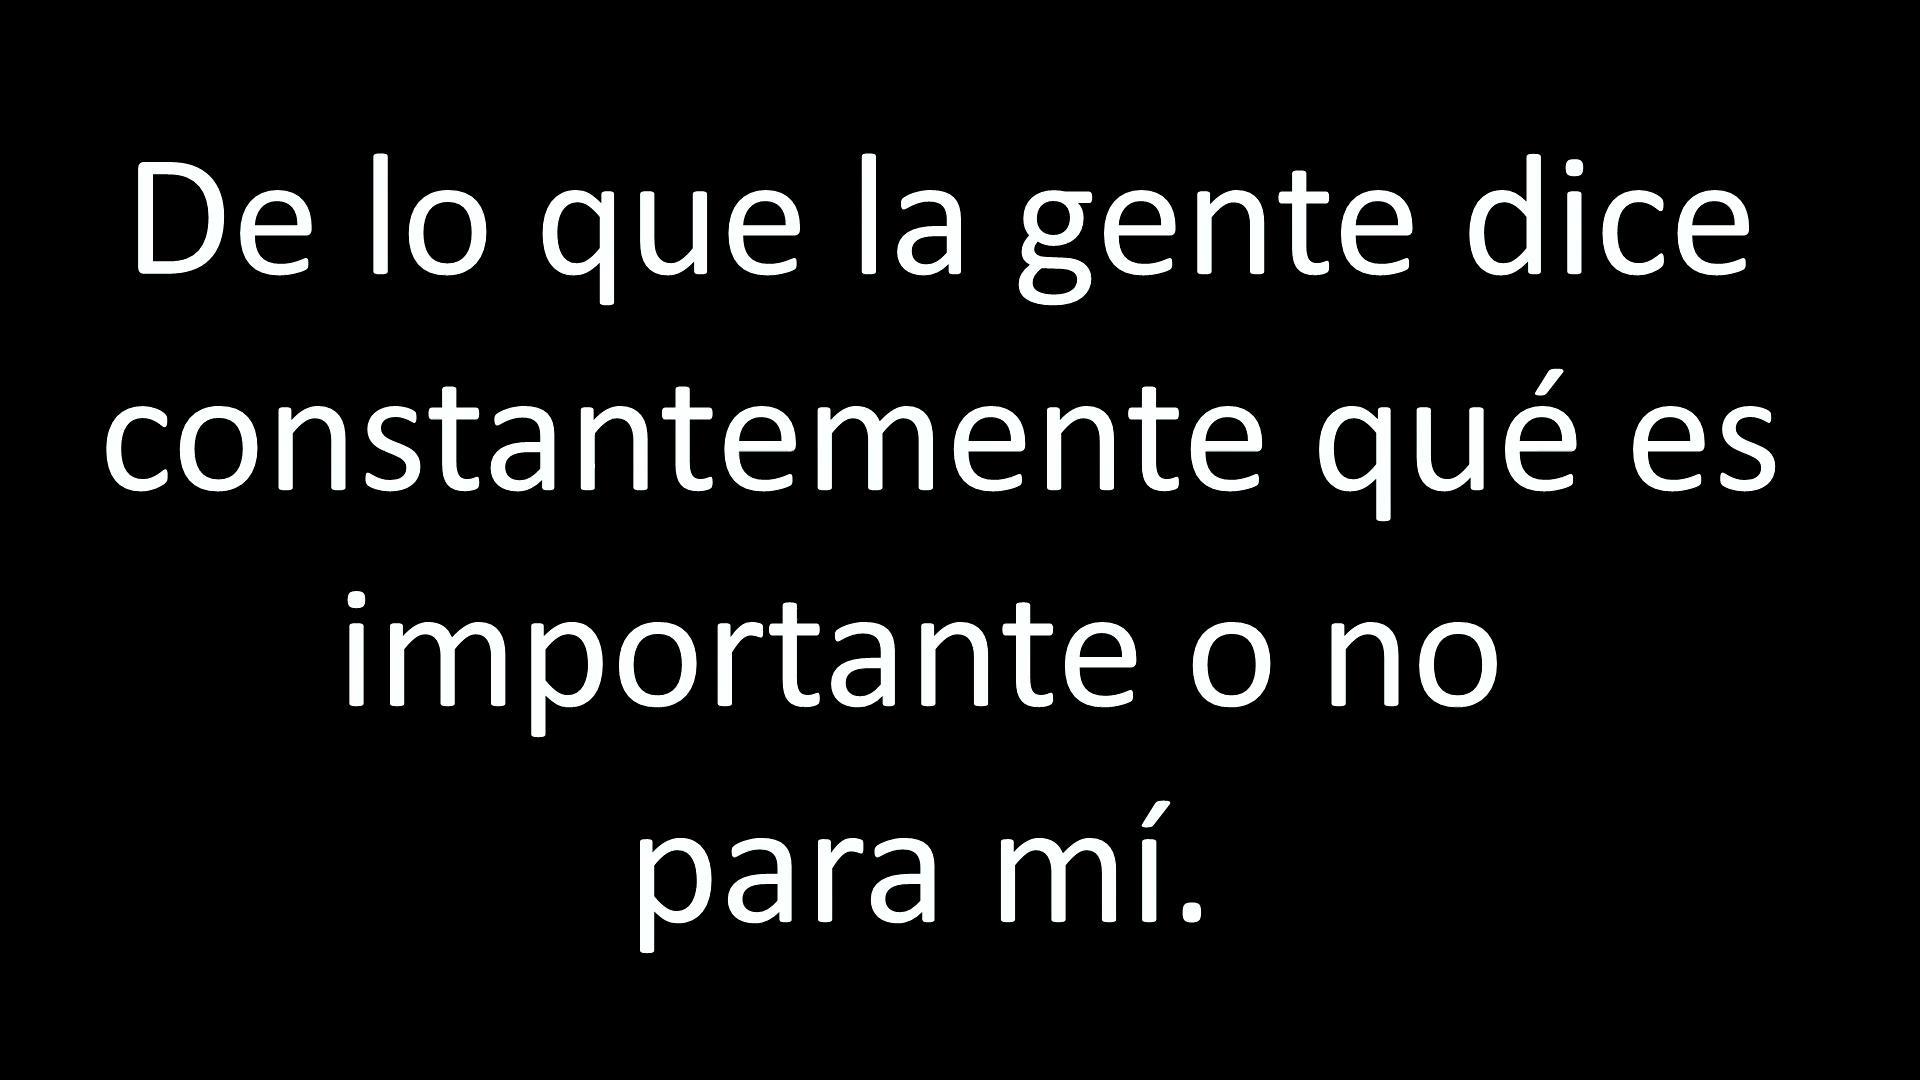 De lo que la gente dice
constantemente qué es
importante o no
para mí.